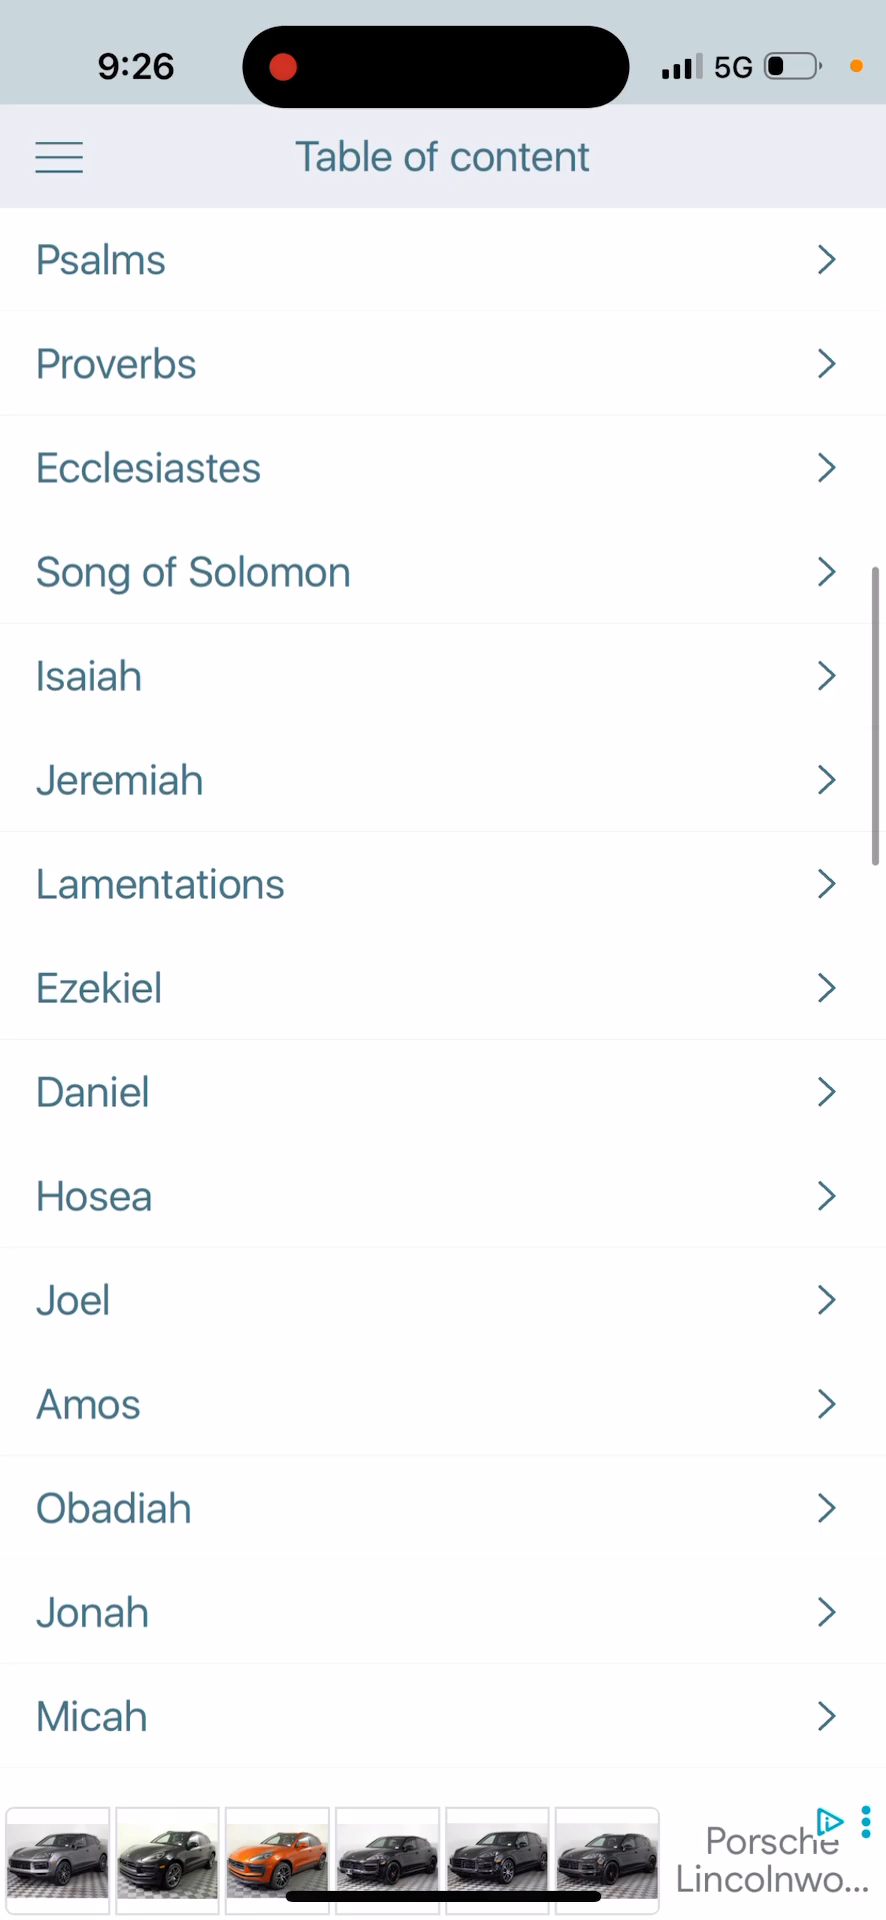 9:26
5G
Table of content
Psalms
Proverbs
Ecclesiastes
Song of Solomon
Isaiah
Jeremiah
Lamentations
Ezekiel
Daniel
Hosea
Joel
Amos
Obadiah
Jonah
Micah
Porsche
Lincolnwo...